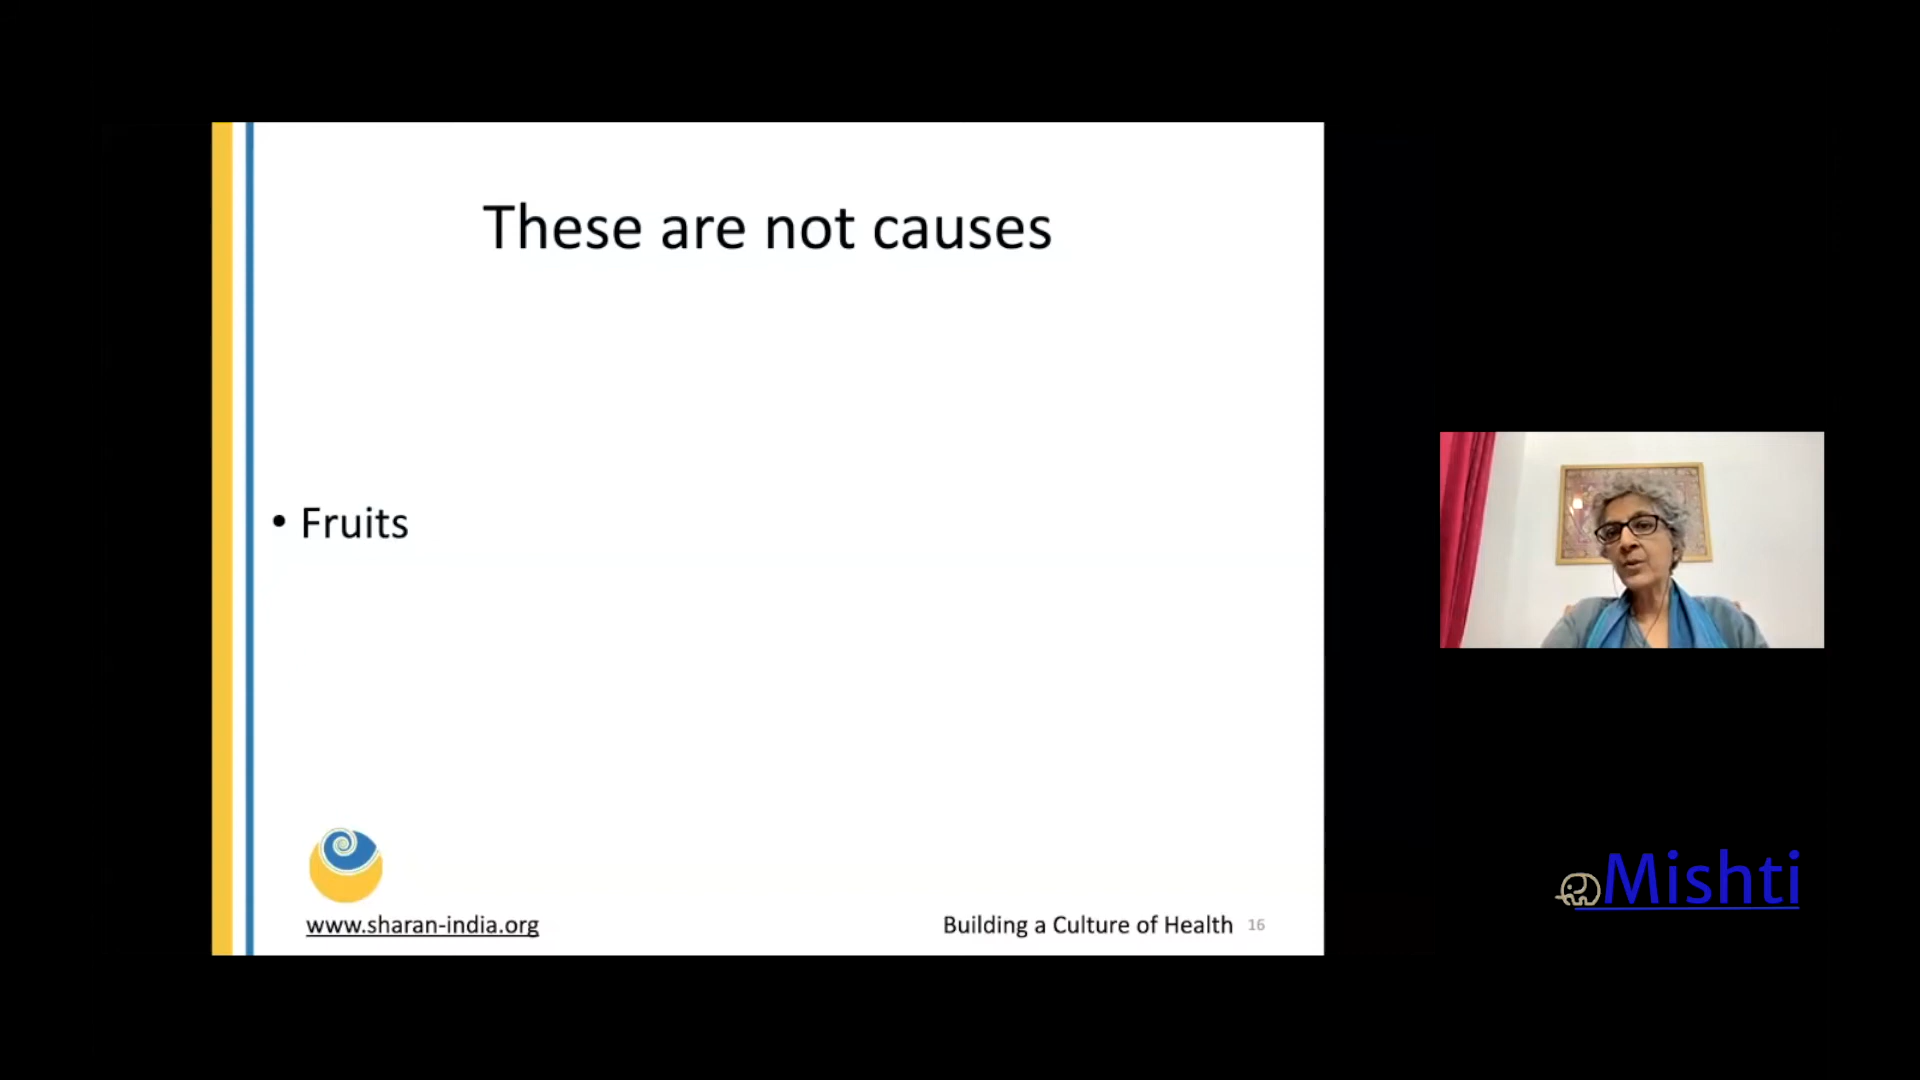 These are not causes
• Fruits
www.sharan-india.org
Building a Culture of Health 16
Mishti